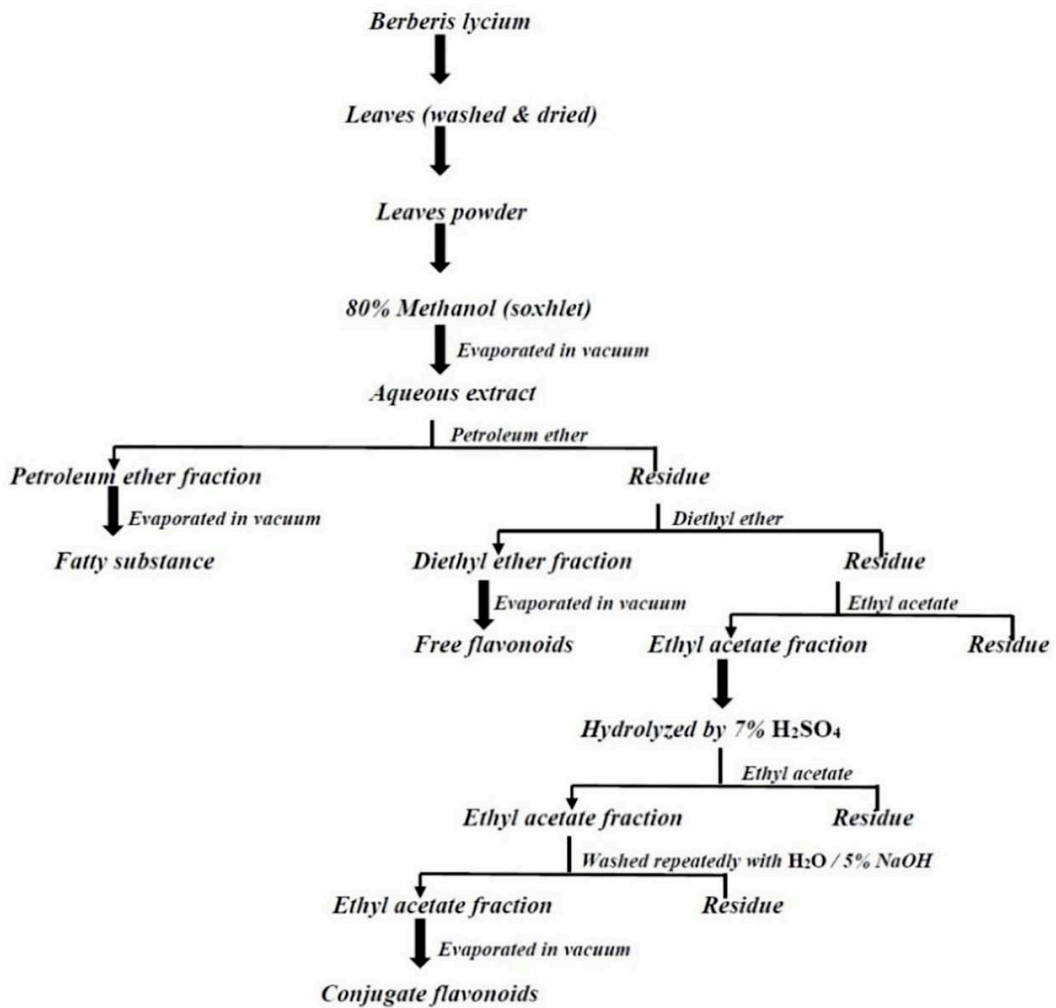 Berberis lycium
Leaves (washed & dried)
Leaves powder
80% Methanol (soxhlet)
Evaporated in vacuum
Aqueous extract
Petroleum ether
Petroleum ether fraction
Residue
Evaporated in vacuum
Diethyl ether
Fatty substance
Diethyl ether fraction
Residue
Evaporated in vacuum
Ethyl acetate
Free flavonoids
Ethyl acetate fraction
Residue
Hydrolyzed by 7% H₂SO₄
Ethyl acetate
Ethyl acetate fraction
Residue
Washed repeatedly with H₂O / 5% NaOH
Ethyl acetate fraction
Residue
Evaporated in vacuum
Conjugate flavonoids